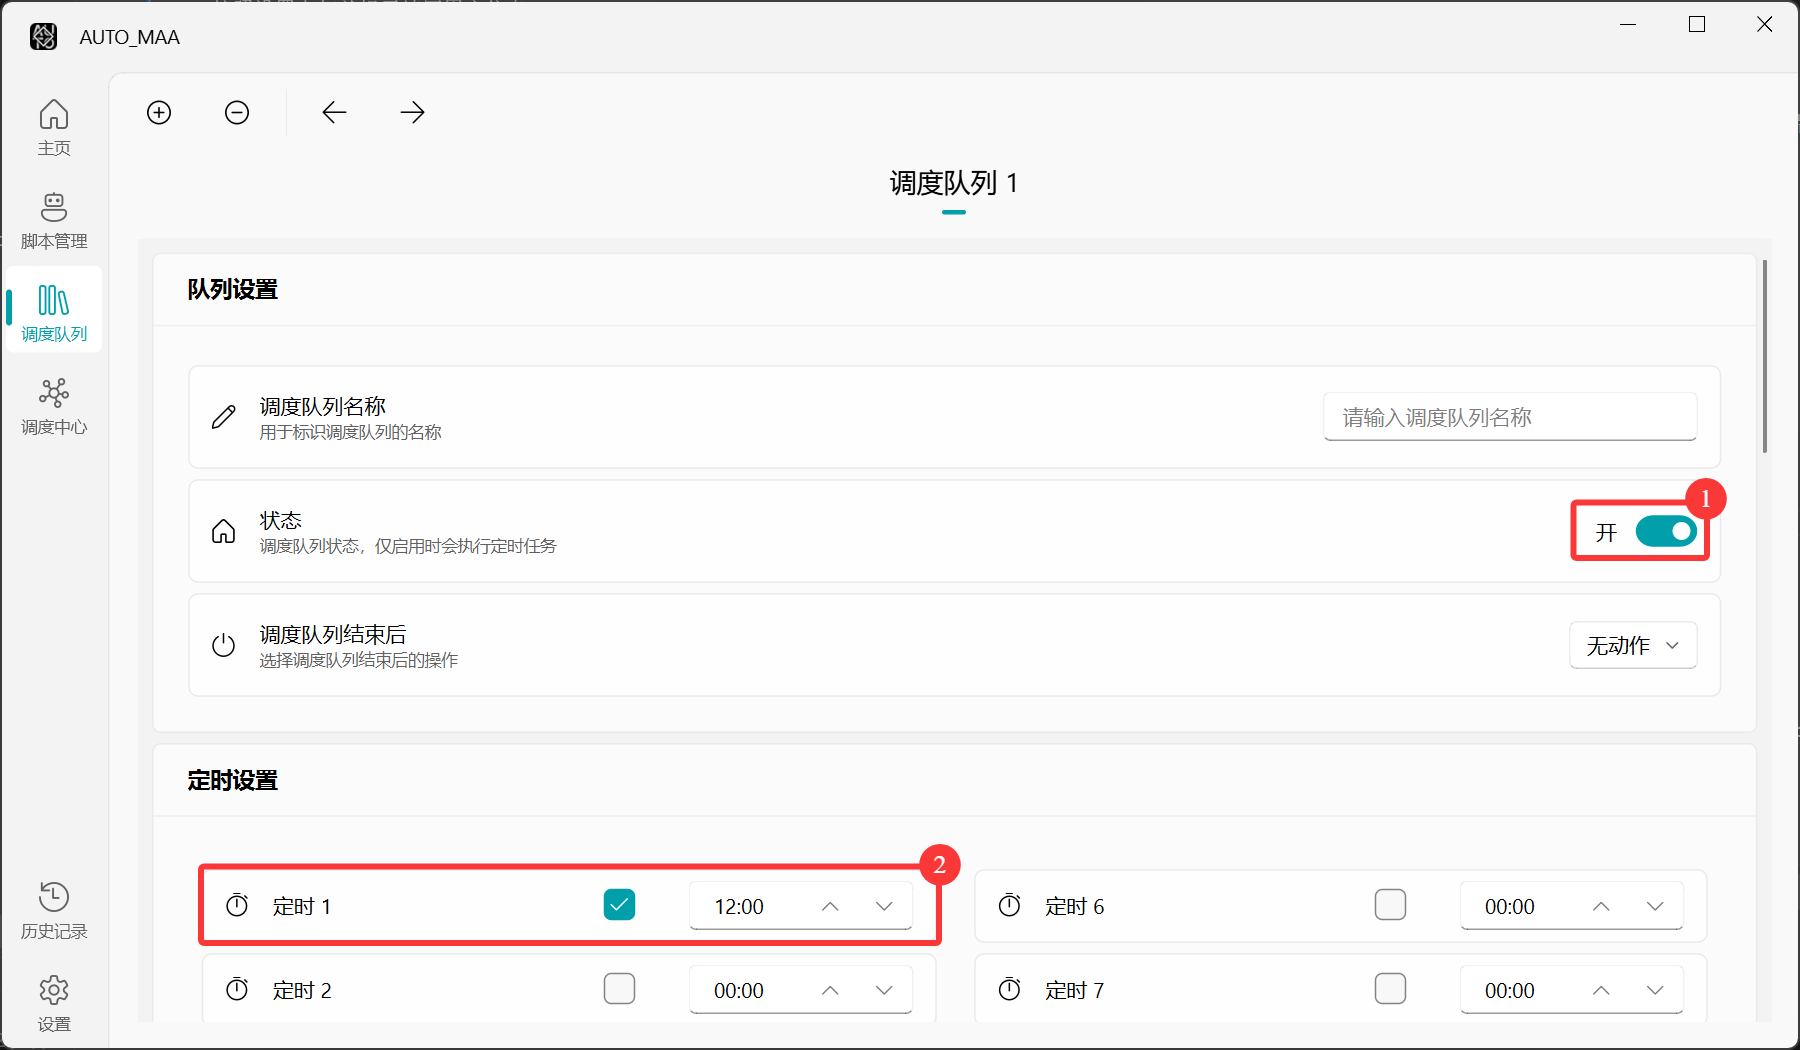 AUTO_MAA
主页
脚本管理
调度队列
调度中心
历史记录
设置
调度队列 1
队列设置
调度队列名称
用于标识调度队列的名称
请输入调度队列名称
状态
调度队列状态，仅启用时会执行定时任务
开
1
调度队列结束后
选择调度队列结束后的操作
无动作
定时设置
2
定时 1
12:00
定时 6
00:00
定时 2
00:00
定时 7
00:00